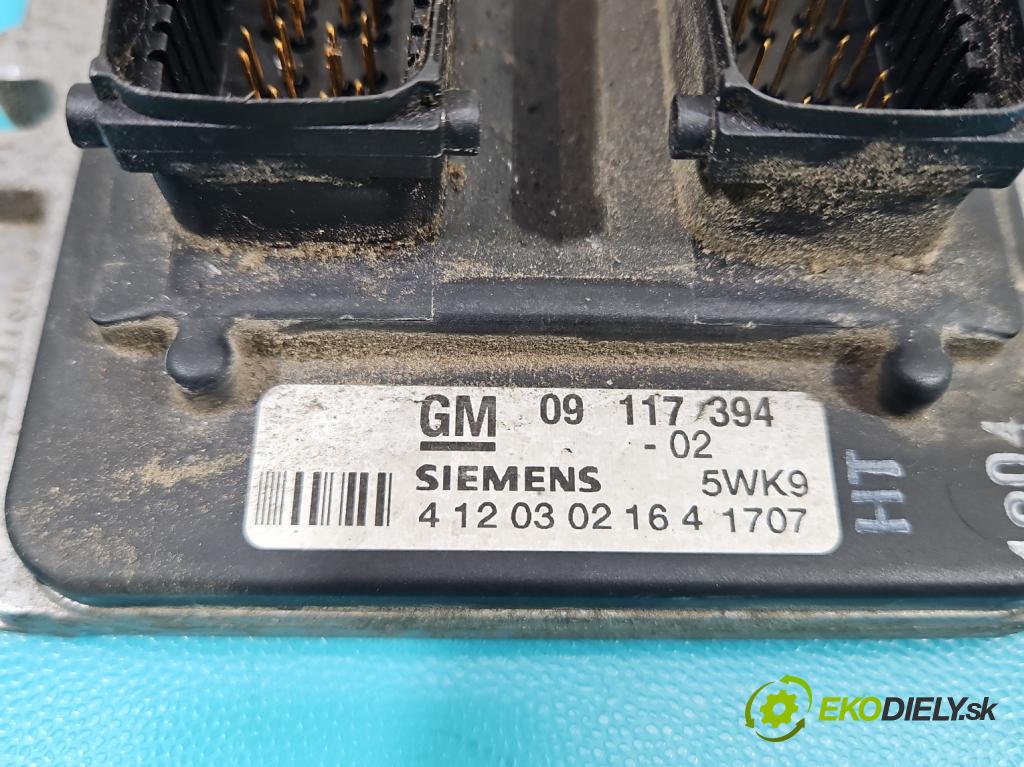 GM 09 117 394
- 02
SIEMENS 5WK9
4 12 03 02 16 4 1707
HT
EKODIELY.sk